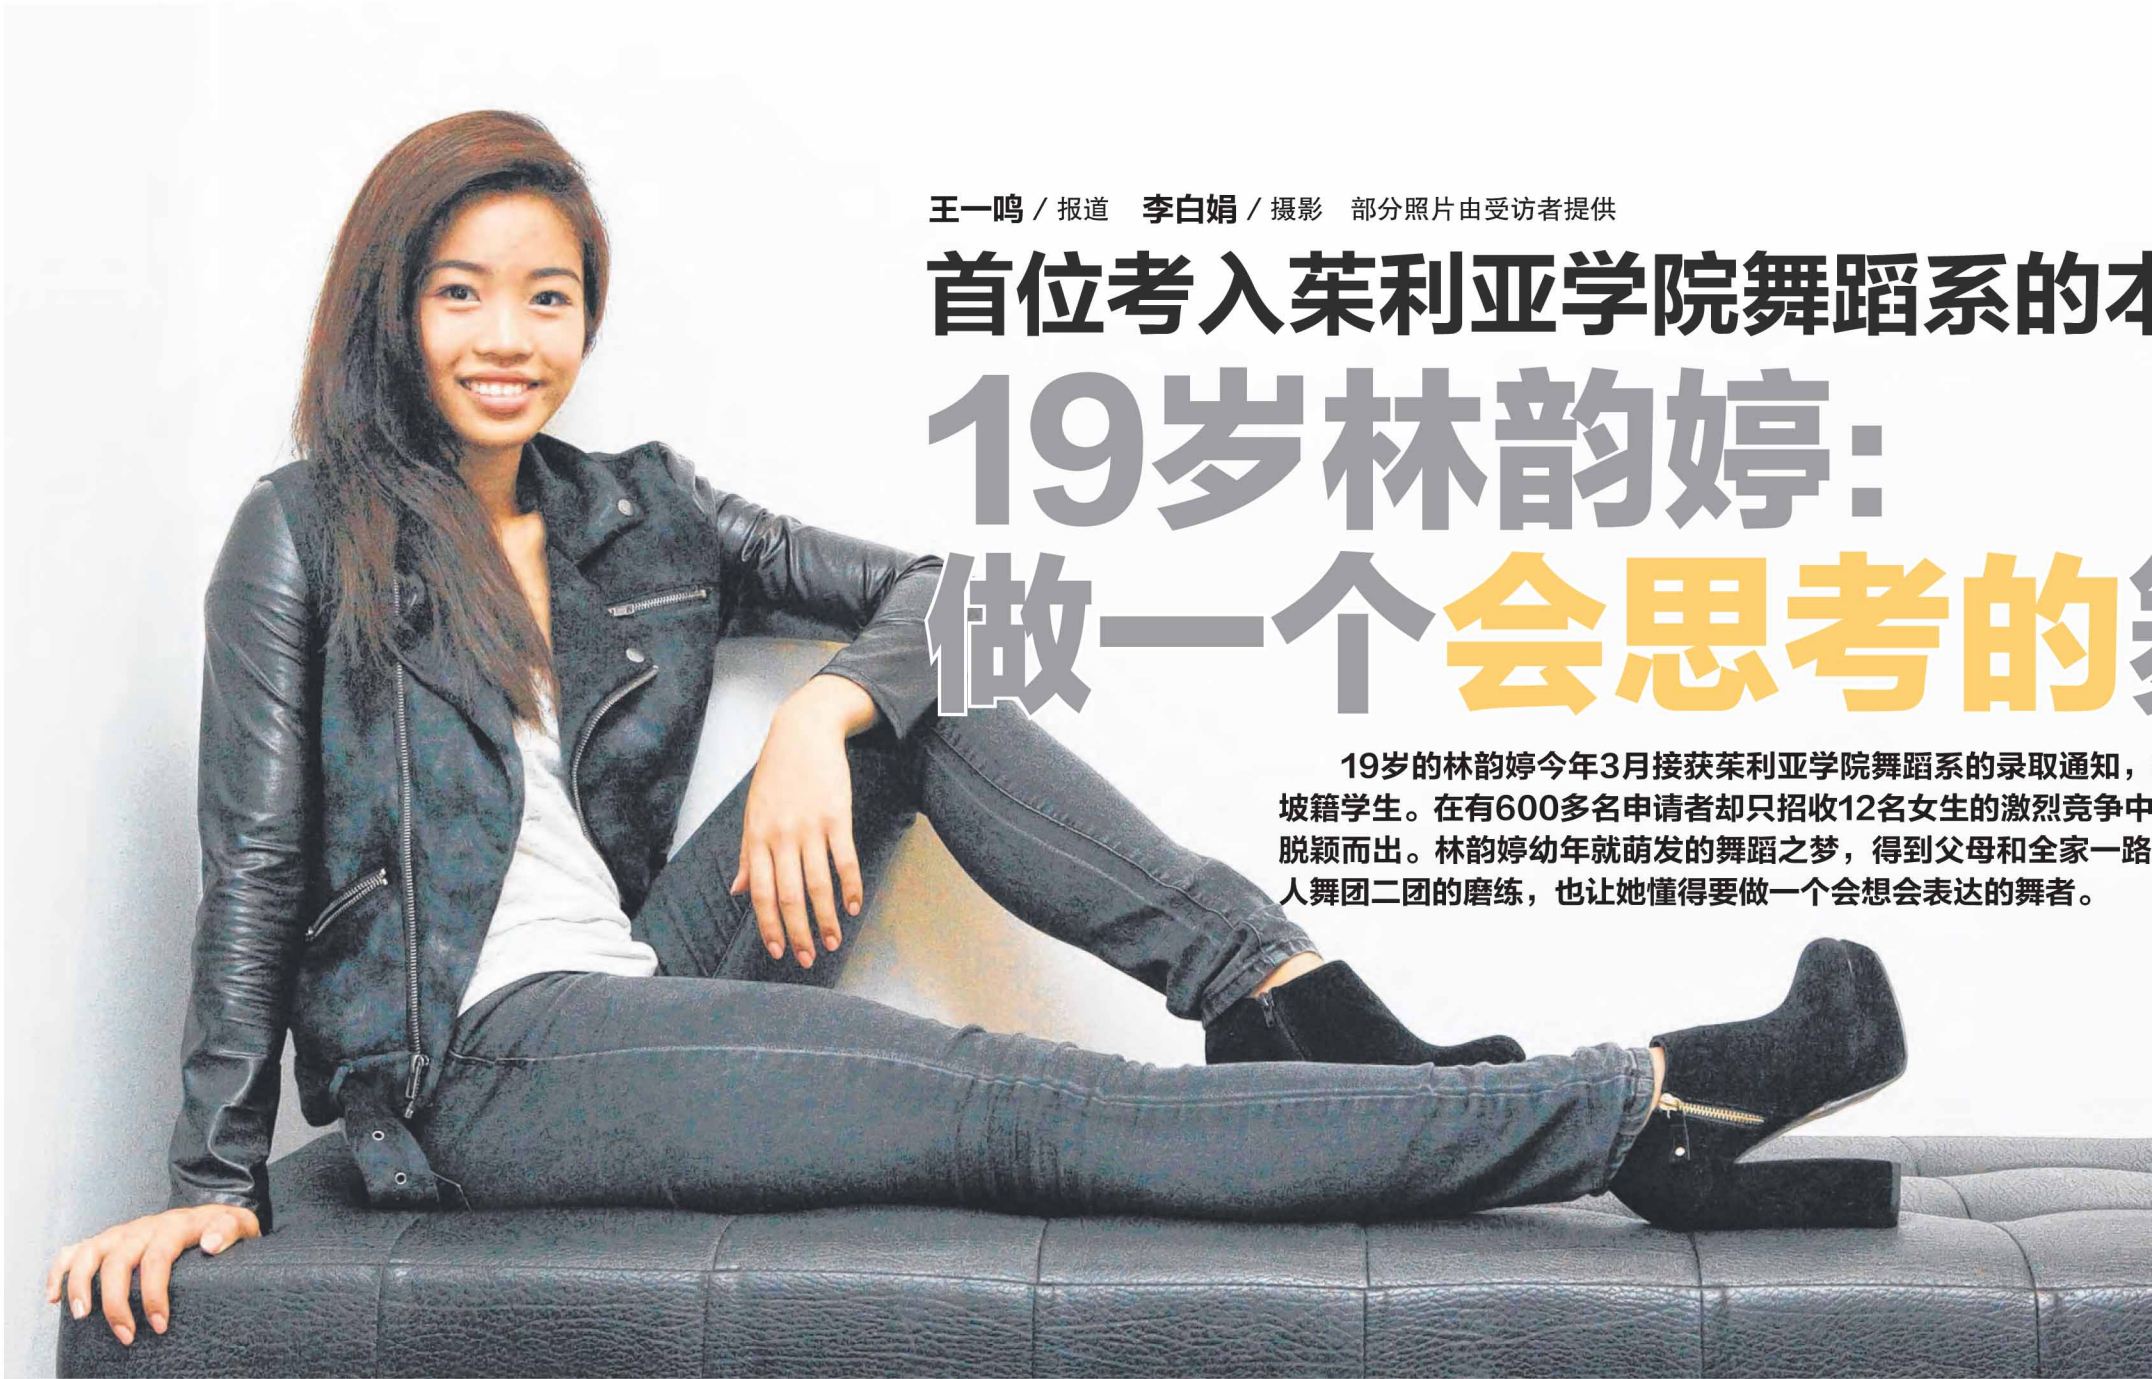 王一鸣 / 报道 李白娟 / 摄影 部分照片由受访者提供
首位考入茱利亚学院舞蹈系的本
19岁林韵婷：
做一个会思考的
19岁的林韵婷今年3月接获茱利亚学院舞蹈系的录取通知，
坡籍学生。在有600多名申请者却只招收12名女生的激烈竞争中
脱颖而出。林韵婷幼年就萌发的舞蹈之梦，得到父母和全家一路
人舞团二团的磨练，也让她懂得要做一个会想会表达的舞者。